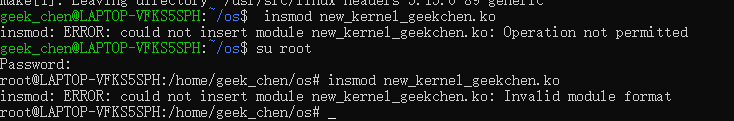 make[1]: Leaving directory '/usr/src/linux-headers-5.15.0-89-generic'
geek_chen@LAPTOP-VFKS5SPH:~/os$  insmod new_kernel_geekchen.ko
insmod: ERROR: could not insert module new_kernel_geekchen.ko: Operation not permitted
geek_chen@LAPTOP-VFKS5SPH:~/os$ su root
Password:
root@LAPTOP-VFKS5SPH:/home/geek_chen/os# insmod new_kernel_geekchen.ko
insmod: ERROR: could not insert module new_kernel_geekchen.ko: Invalid module format
root@LAPTOP-VFKS5SPH:/home/geek_chen/os# _